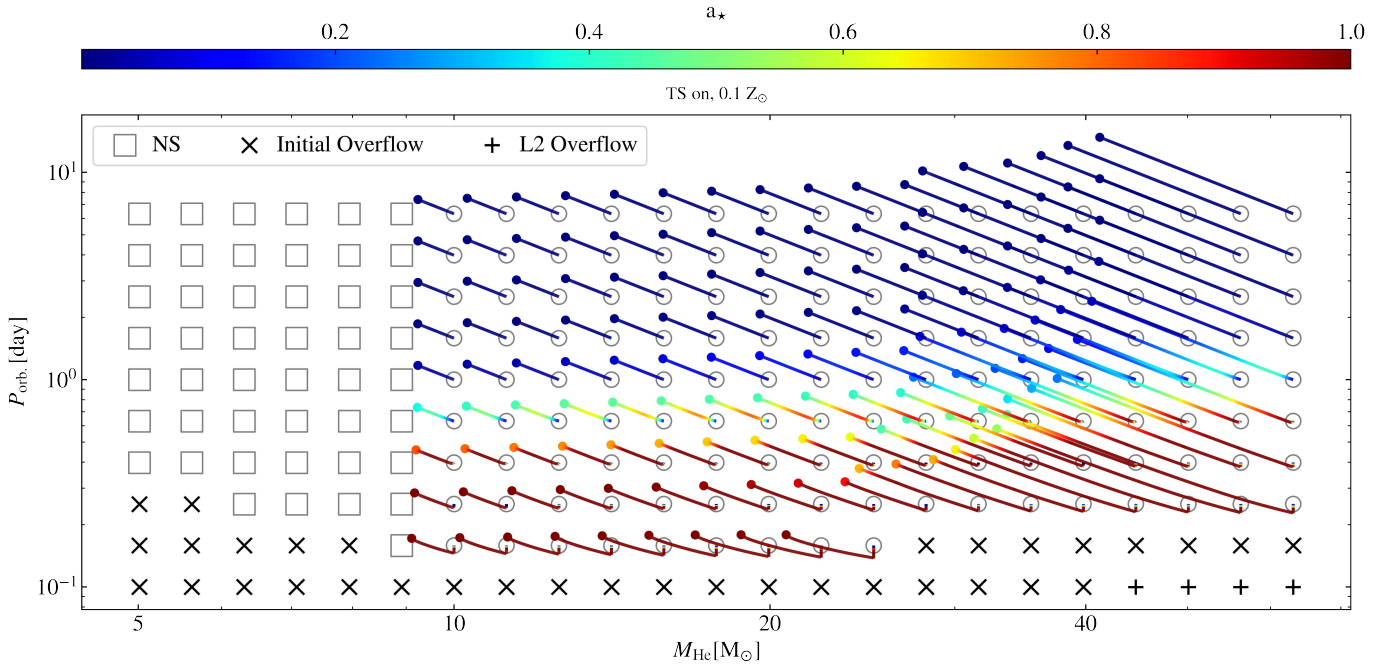 a⋆
0.2 0.4 0.6 0.8 1.0
TS on, 0.1 Z⊙
NS Initial Overflow L2 Overflow
10¹
10⁰
10⁻¹
P_orb. [day]
5 10 20 40
M_He[M⊙]